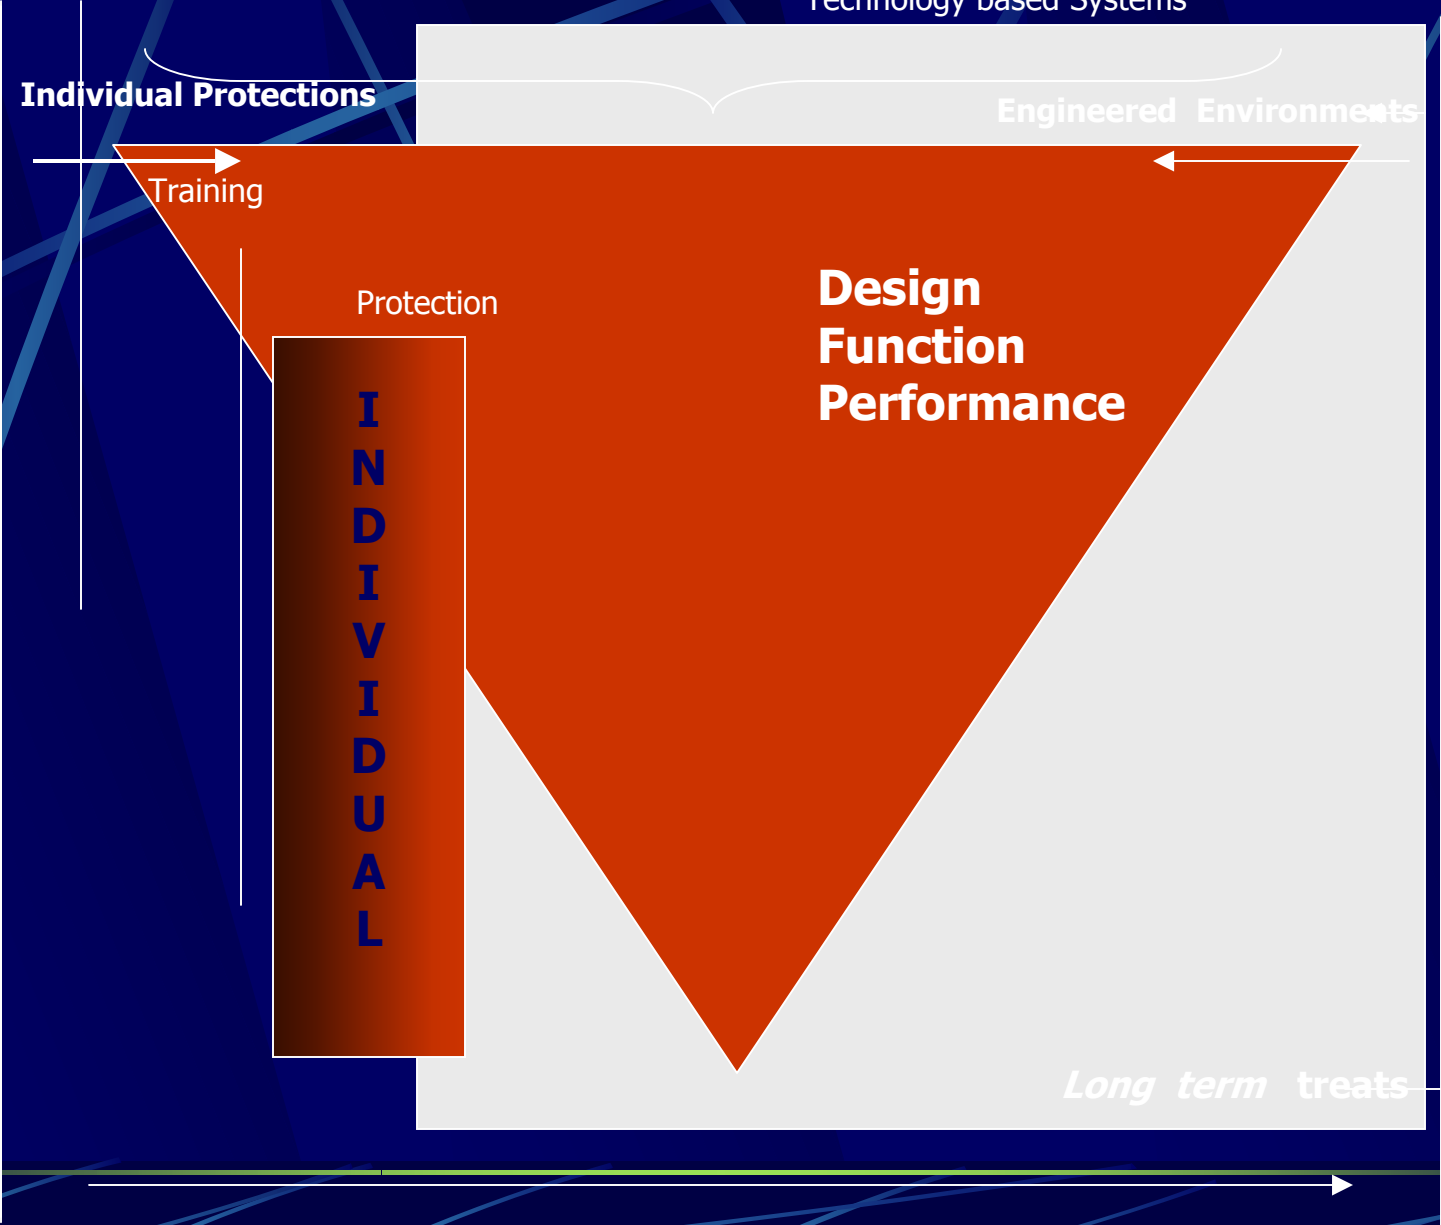 Technology based Systems
Individual Protections
Engineered Environments
Training
Protection
Design
Function
Performance
I
N
D
I
V
I
D
U
A
L
Long term treats